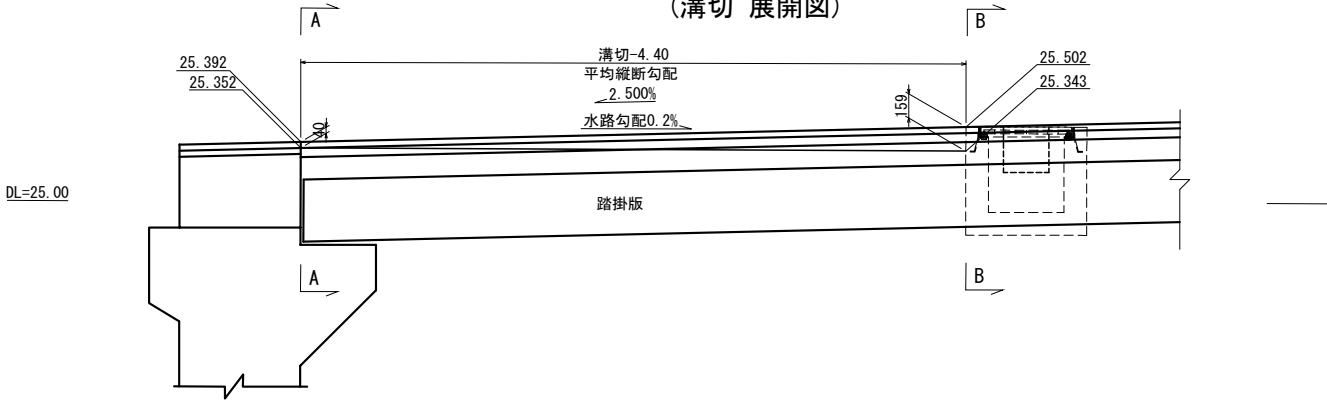 (溝切 展開図)
A
B
溝切-4.40
平均縦断勾配
2.500%
水路勾配0.2%
25.392
25.352
40
159
25.502
25.343
DL=25.00
踏掛版
A
B